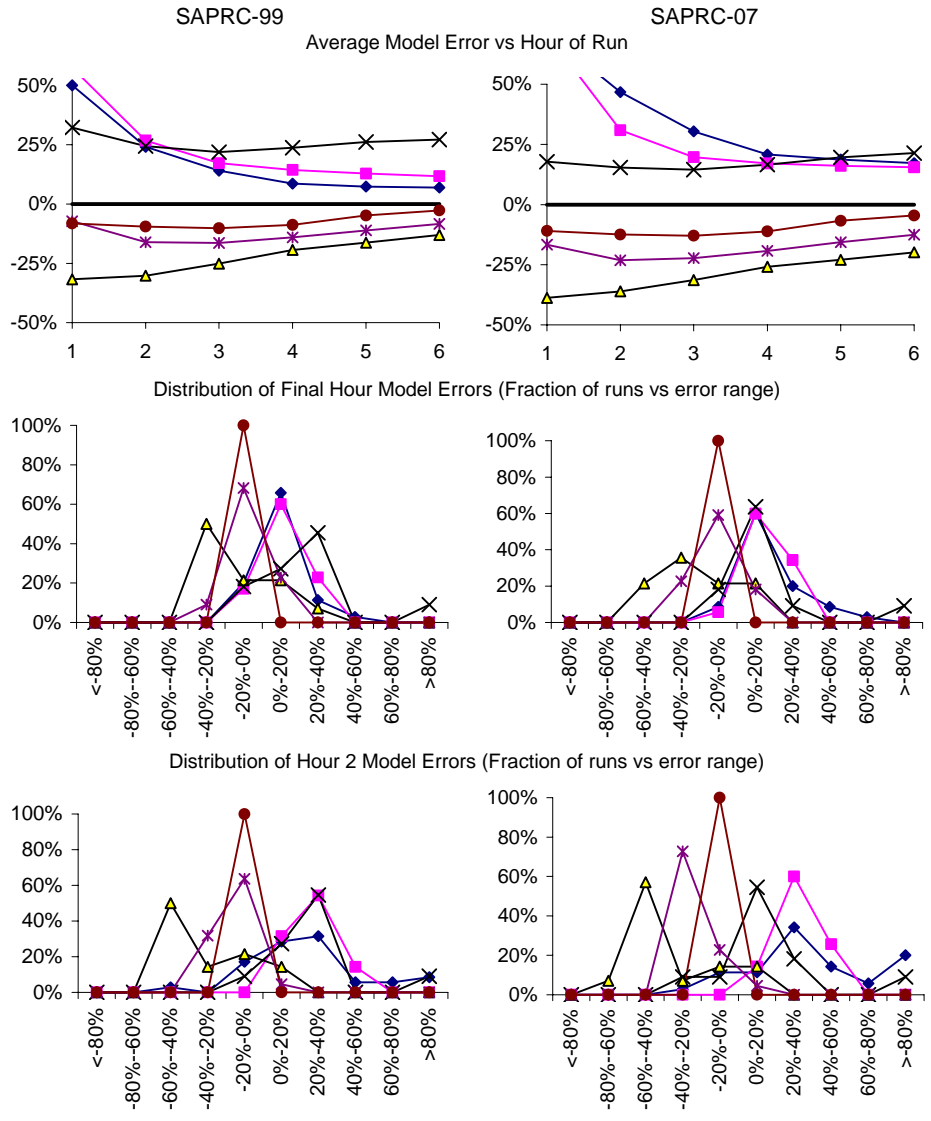 SAPRC-99 SAPRC-07
Average Model Error vs Hour of Run
50% 50%
25% 25%
0% 0%
-25% -25%
-50% -50%
1 2 3 4 5 6 1 2 3 4 5 6
Distribution of Final Hour Model Errors (Fraction of runs vs error range)
100% 100%
80% 80%
60% 60%
40% 40%
20% 20%
0% 0%
<-80% -80%--60% -60%--40% -40%--20% -20%-0% 0%-20% 20%-40% 40%-60% 60%-80% >80% <-80% -80%--60% -60%--40% -40%--20% -20%-0% 0%-20% 20%-40% 40%-60% 60%-80% >-80%
Distribution of Hour 2 Model Errors (Fraction of runs vs error range)
100% 100%
80% 80%
60% 60%
40% 40%
20% 20%
0% 0%
<-80% -80%--60% -60%--40% -40%--20% -20%-0% 0%-20% 20%-40% 40%-60% 60%-80% >80% <-80% -80%--60% -60%--40% -40%--20% -20%-0% 0%-20% 20%-40% 40%-60% 60%-80% >-80%